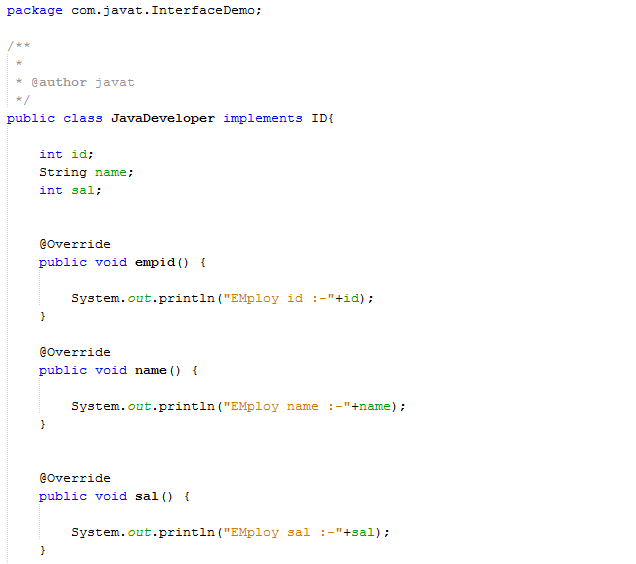 package com.javat.InterfaceDemo;
/**
*
* @author javat
*/
public class JavaDeveloper implements ID{
int id;
String name;
int sal;
@Override
public void empid() {
System.out.println("EMploy id :-"+id);
}
@Override
public void name() {
System.out.println("EMploy name :-"+name);
}
@Override
public void sal() {
System.out.println("EMploy sal :-"+sal);
}